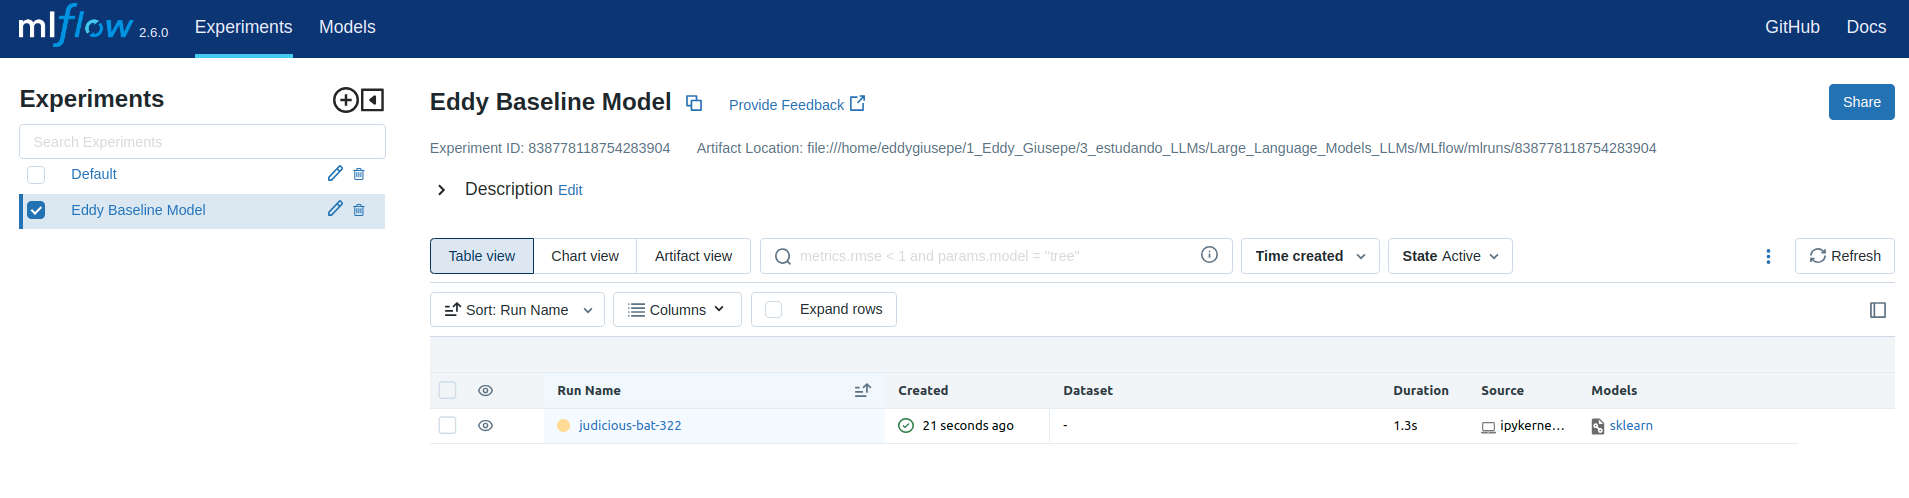 mlflow 2.6.0 Experiments Models GitHub Docs
Experiments
Search Experiments
Default
Eddy Baseline Model
Eddy Baseline Model Provide Feedback Share
Experiment ID: 838778118754283904 Artifact Location: file:///home/eddygiusepe/1_Eddy_Giusepe/3_estudando_LLMs/Large_Language_Models_LLMs/MLflow/mlruns/838778118754283904
Description Edit
Table view Chart view Artifact view metrics.rmse < 1 and params.model = "tree" Time created State Active Refresh
Sort: Run Name Columns Expand rows
Run Name Created Dataset Duration Source Models
judicious-bat-322 21 seconds ago - 1.3s ipykerne... sklearn